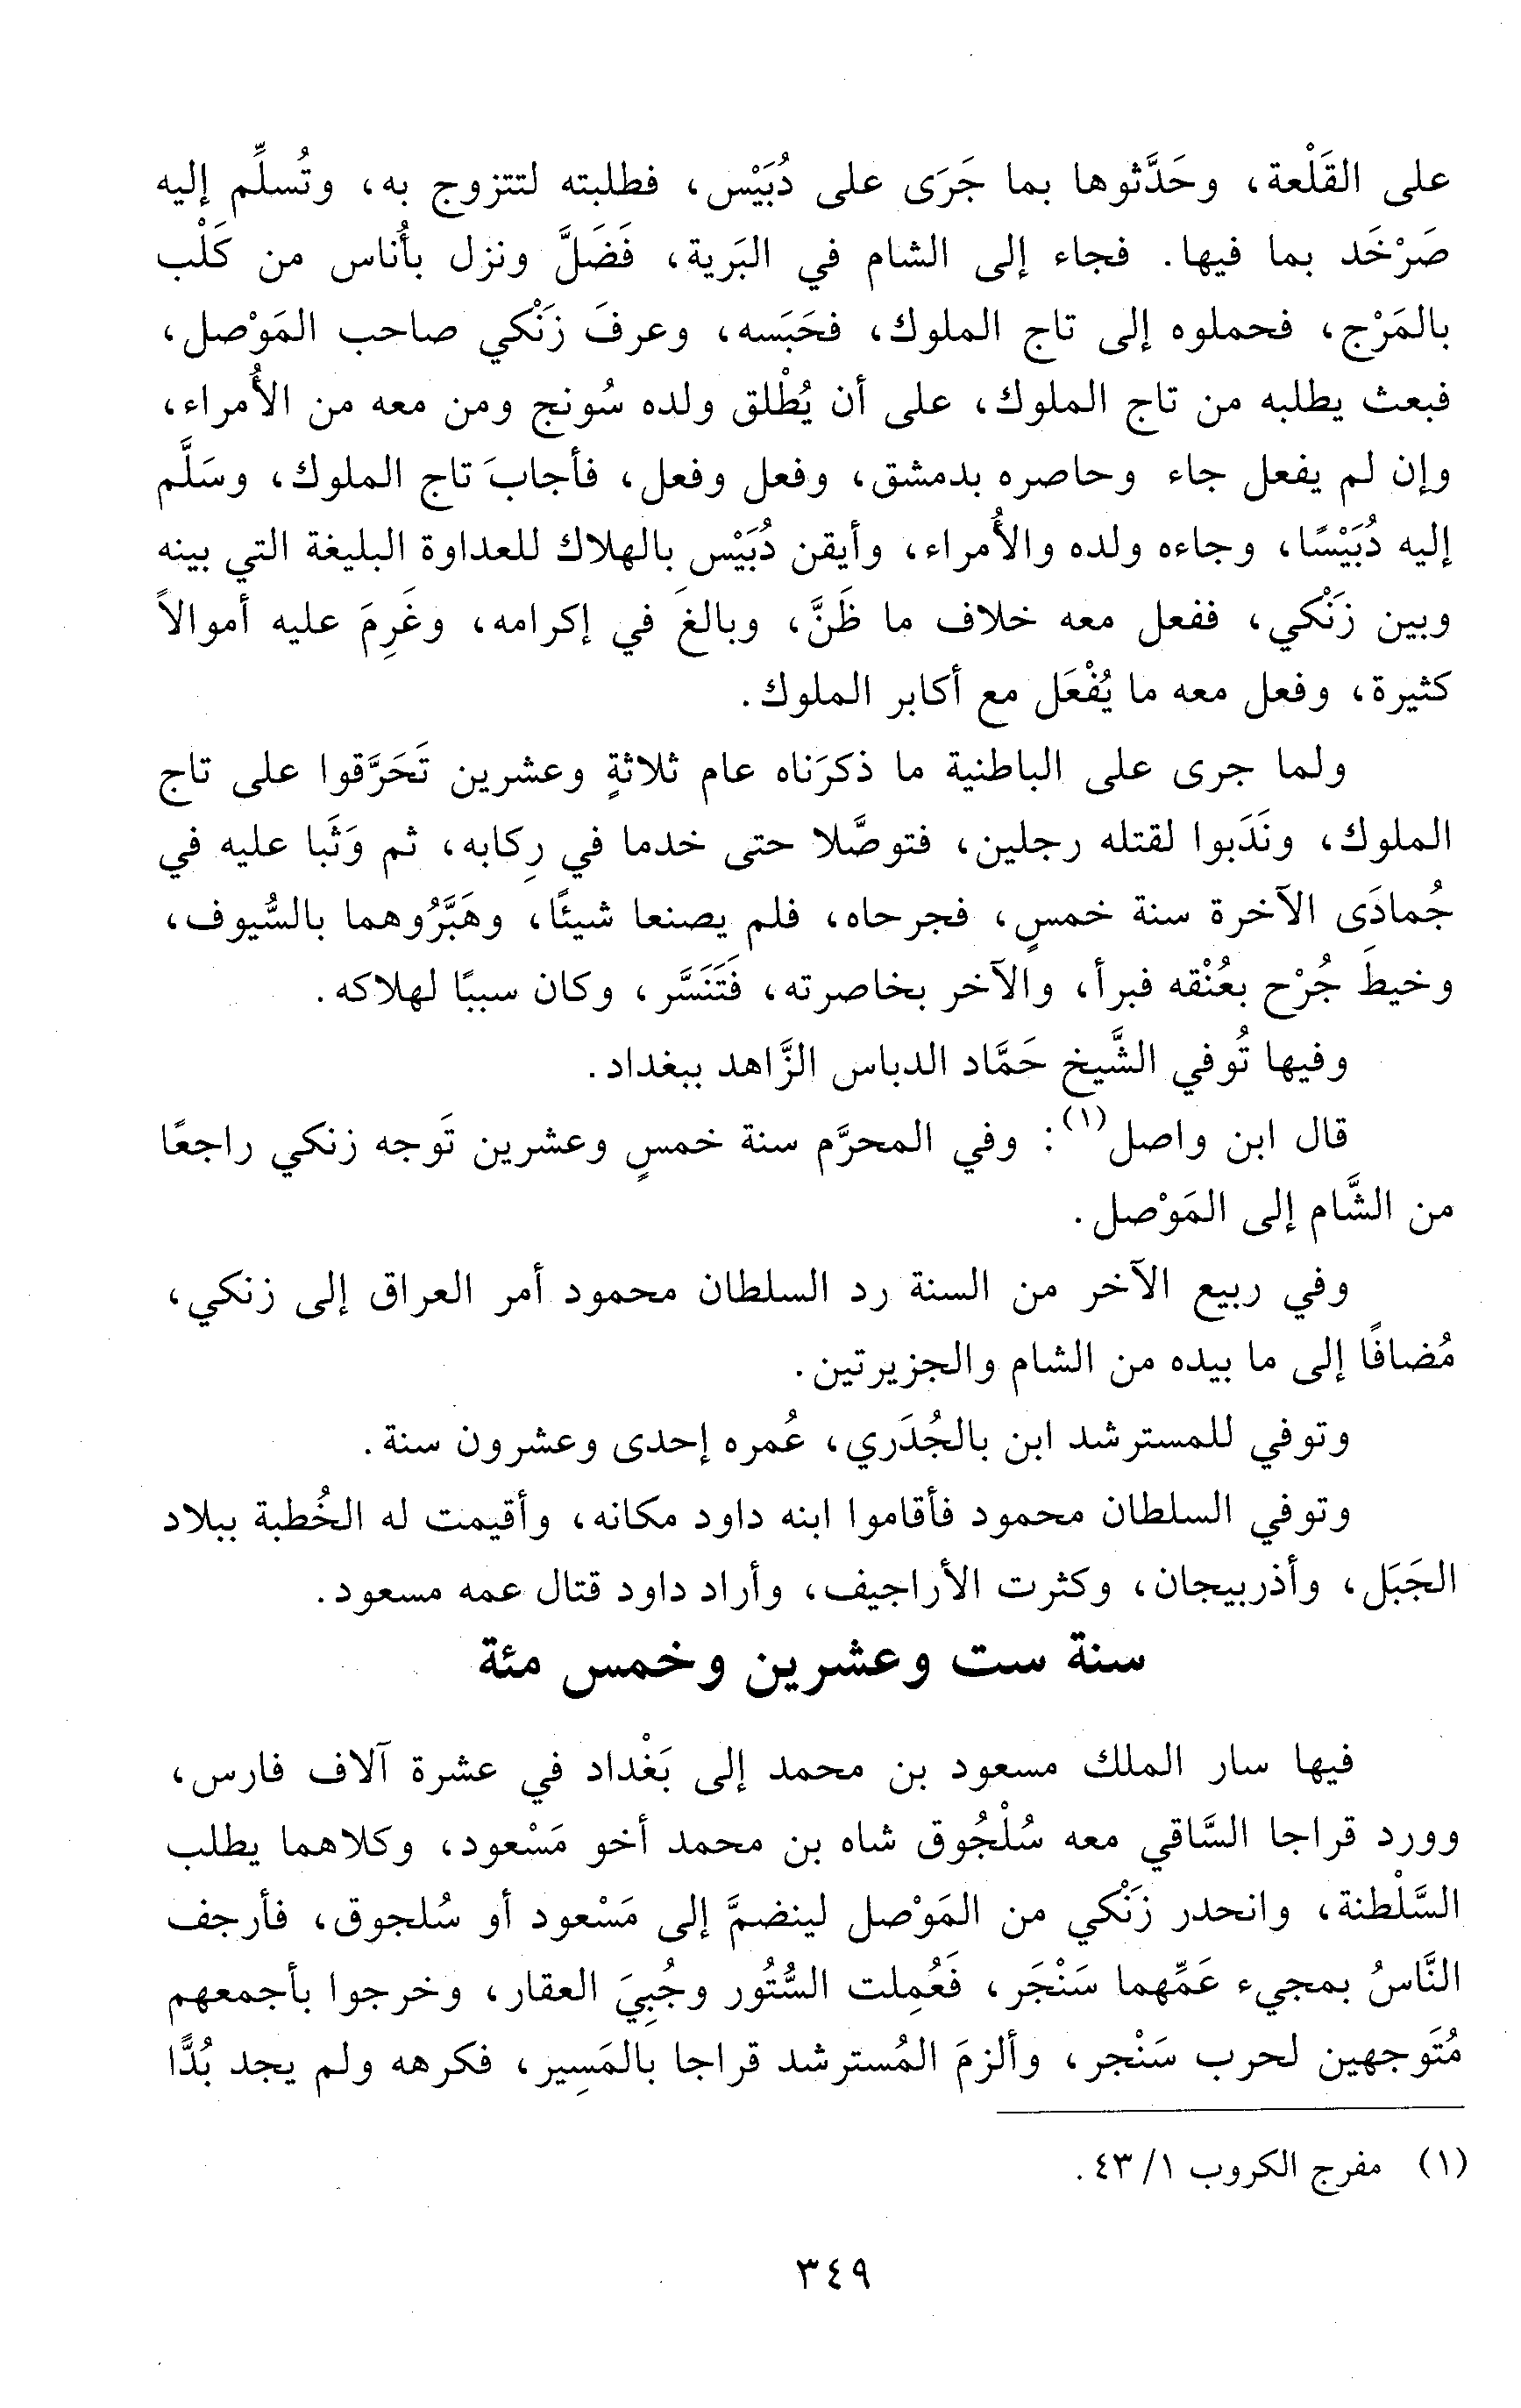 على القَلْعة، وحَدَّثوها بما جَرَى على دُبَيْس، فطلبته لتتزوج به، وتُسلِّم إليه
صَرْخَد بما فيها. فجاء إلى الشام في البَرية، فَضَلَّ ونزل بأُناس من كَلْب
بالمَرْج، فحملوه إلى تاج الملوك، فحَبَسه، وعرفَ زَنْكي صاحب المَوْصل،
فبعث يطلبه من تاج الملوك، على أن يُطْلق ولده سُونج ومن معه من الأُمراء،
وإن لم يفعل جاء وحاصره بدمشق، وفعل وفعل، فأجابَ تاج الملوك، وسَلَّم
إليه دُبَيْسًا، وجاءه ولده والأُمراء، وأيقن دُبَيْس بالهلاك للعداوة البليغة التي بينه
وبين زَنْكي، ففعل معه خلاف ما ظَنَّ، وبالغَ في إكرامه، وغَرِمَ عليه أموالاً
كثيرة، وفعل معه ما يُفْعَل مع أكابر الملوك.
ولما جرى على الباطنية ما ذكرَناه عام ثلاثةٍ وعشرين تَحَرَّقوا على تاج
الملوك، ونَدَبوا لقتله رجلين، فتوصَّلا حتى خدما في رِكابه، ثم وَثَبا عليه في
جُمادَى الآخرة سنة خمسٍ، فجرحاه، فلم يصنعا شيئًا، وهَبَّرُوهما بالسُّيوف،
وخيطَ جُرْح بعُنْقه فبرأ، والآخر بخاصرته، فَتَنَسَّر، وكان سببًا لهلاكه.
وفيها تُوفي الشَّيخ حَمَّاد الدباس الزَّاهد ببغداد.
قال ابن واصل(١): وفي المحرَّم سنة خمسٍ وعشرين تَوجه زنكي راجعًا
من الشَّام إلى المَوْصل.
وفي ربيع الآخر من السنة رد السلطان محمود أمر العراق إلى زنكي،
مُضافًا إلى ما بيده من الشام والجزيرتين.
وتوفي للمسترشد ابن بالجُدَري، عُمره إحدى وعشرون سنة.
وتوفي السلطان محمود فأقاموا ابنه داود مكانه، وأقيمت له الخُطبة ببلاد
الجَبَل، وأذربيجان، وكثرت الأراجيف، وأراد داود قتال عمه مسعود.
سنة ست وعشرين وخمس مئة
فيها سار الملك مسعود بن محمد إلى بَغْداد في عشرة آلاف فارس،
وورد قراجا السَّاقي معه سُلْجُوق شاه بن محمد أخو مَسْعود، وكلاهما يطلب
السَّلْطنة، وانحدر زَنْكي من المَوْصل لينضمَّ إلى مَسْعود أو سُلجوق، فأرجف
النَّاسُ بمجيء عَمِّهما سَنْجَر، فَعُمِلت السُّتُور وجُبِيَ العقار، وخرجوا بأجمعهم
مُتَوجهين لحرب سَنْجر، وألزمَ المُسترشد قراجا بالمَسِير، فكرهه ولم يجد بُدًّا
(١) مفرج الكروب ١/ ٤٣.
٣٤٩